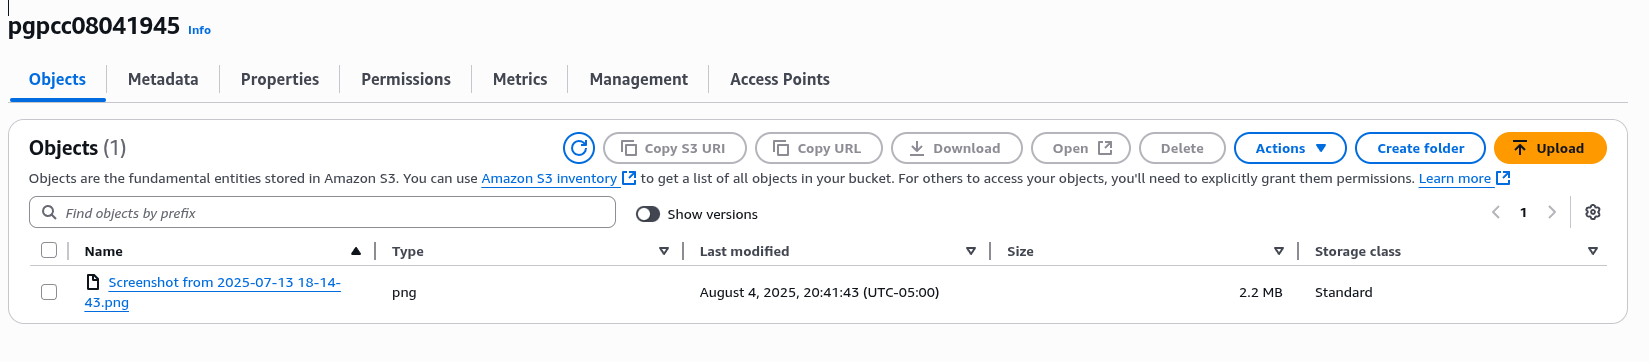 pgpcc08041945 Info
Objects Metadata Properties Permissions Metrics Management Access Points
Objects (1) Copy S3 URI Copy URL Download Open Delete Actions Create folder Upload
Objects are the fundamental entities stored in Amazon S3. You can use Amazon S3 inventory to get a list of all objects in your bucket. For others to access your objects, you'll need to explicitly grant them permissions. Learn more
Find objects by prefix Show versions 1
Name Type Last modified Size Storage class
Screenshot from 2025-07-13 18-14-
43.png png August 4, 2025, 20:41:43 (UTC-05:00) 2.2 MB Standard